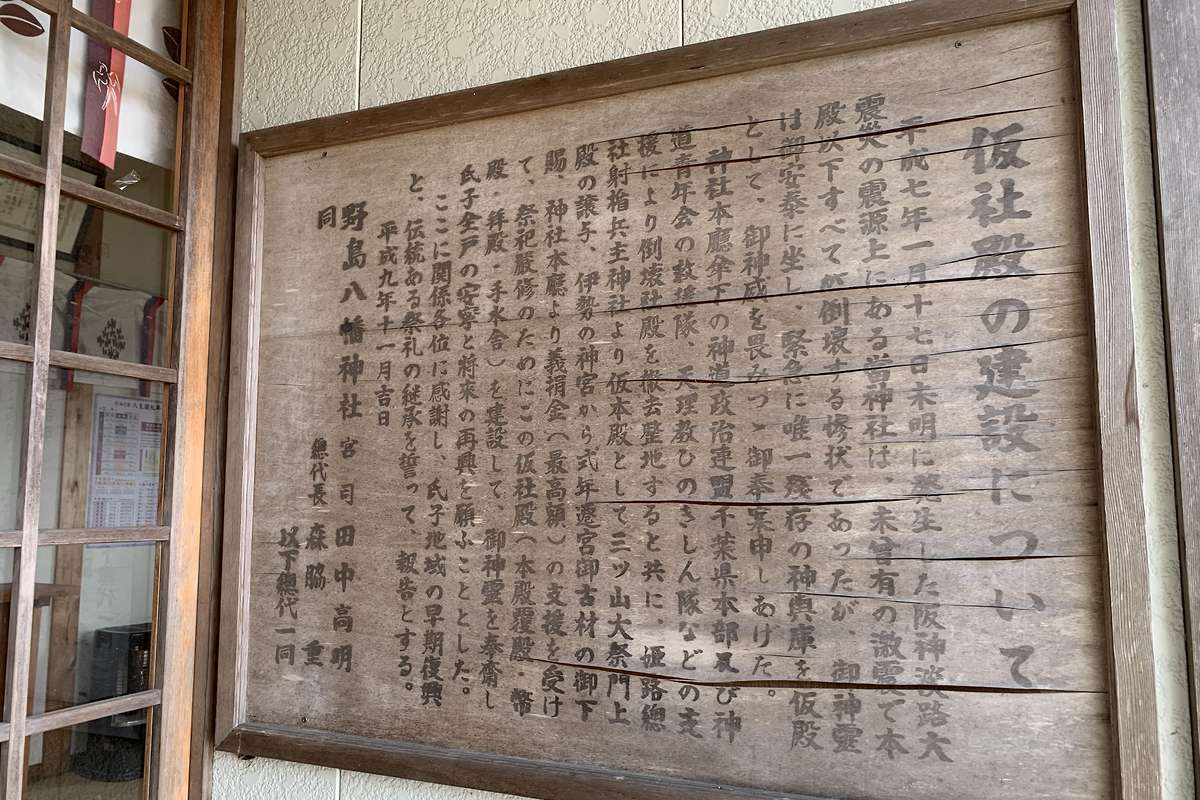 仮社殿の建設について
平成七年一月十七日未明に発生した阪神淡路大
震災の震源上にある当神社は、未曽有の激震で本
殿以下すべてが倒壊する惨状であったが、御神霊
は御安泰に坐し、緊急に唯一残存の神輿庫を仮殿
として、御神威を畏みつゝ御奉案申しあげた。
神社本廳傘下の神道政治連盟千葉県本部及び神
道青年会の救援隊、天理教ひのきしん隊などの支
援により倒壊社殿を撤去整地すると共に、姫路總
社射楯兵主神社より仮本殿として三ツ山大祭門上
殿の譲与、伊勢の神宮から式年遷宮御古材の御下
賜、神社本廳より義捐金（最高額）の支援を受け
て、祭祀嚴修のためにこの仮社殿（本殿覆殿・幣
殿・拝殿・手水舎）を建設して、御神靈を奉齋し
氏子全戸の安寧と将来の再興を願ふこととした。
ここに関係各位に感謝し、氏子地域の早期復興
と、伝統ある祭礼の継承を誓って、報告とする。
平成九年十一月吉日
野島八幡神社 宮司 田中高明
同 總代長 森脇 重
以下總代一同